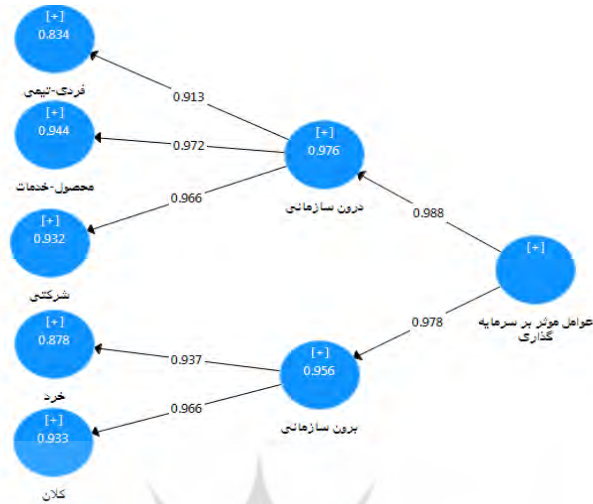 [+]
0.834
فردی-تیمی
[+]
0.944
محصول-خدمات
[+]
0.932
شرکتی
[+]
0.878
خرد
[+]
0.933
کلان
0.913
0.972
0.966
0.937
0.966
[+]
0.976
درون سازمانی
[+]
0.956
برون سازمانی
0.988
0.978
[+]
عوامل موثر بر سرمایه
گذاری